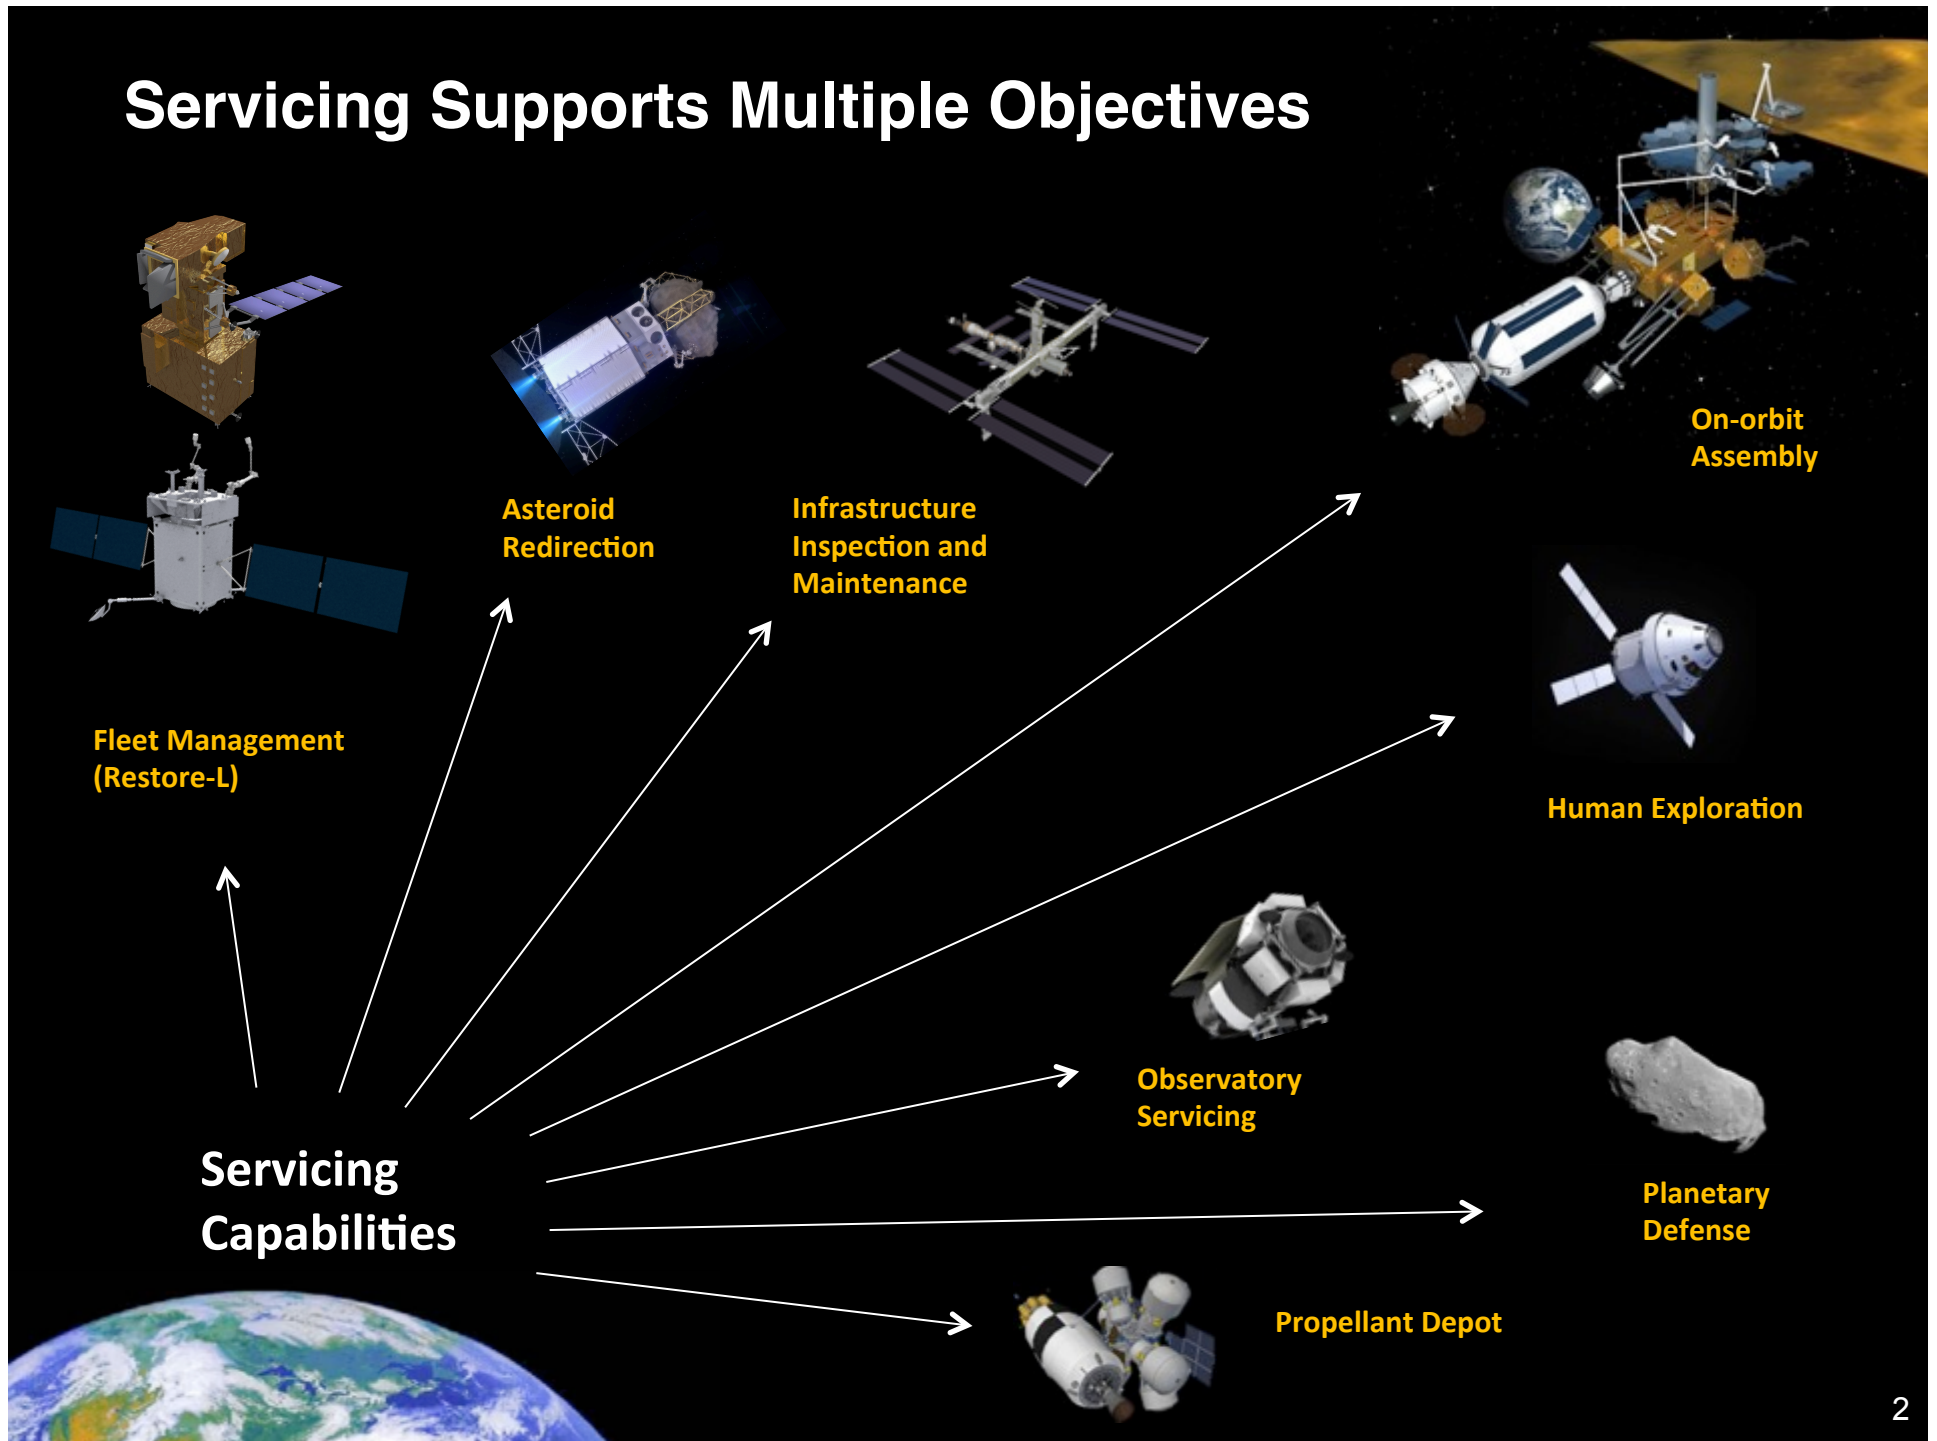 Servicing Supports Multiple Objectives
On-orbit
Assembly
Asteroid
Redirection
Infrastructure
Inspection and
Maintenance
Fleet Management
(Restore-L)
Human Exploration
Observatory
Servicing
Servicing
Capabilities
Planetary
Defense
Propellant Depot
2